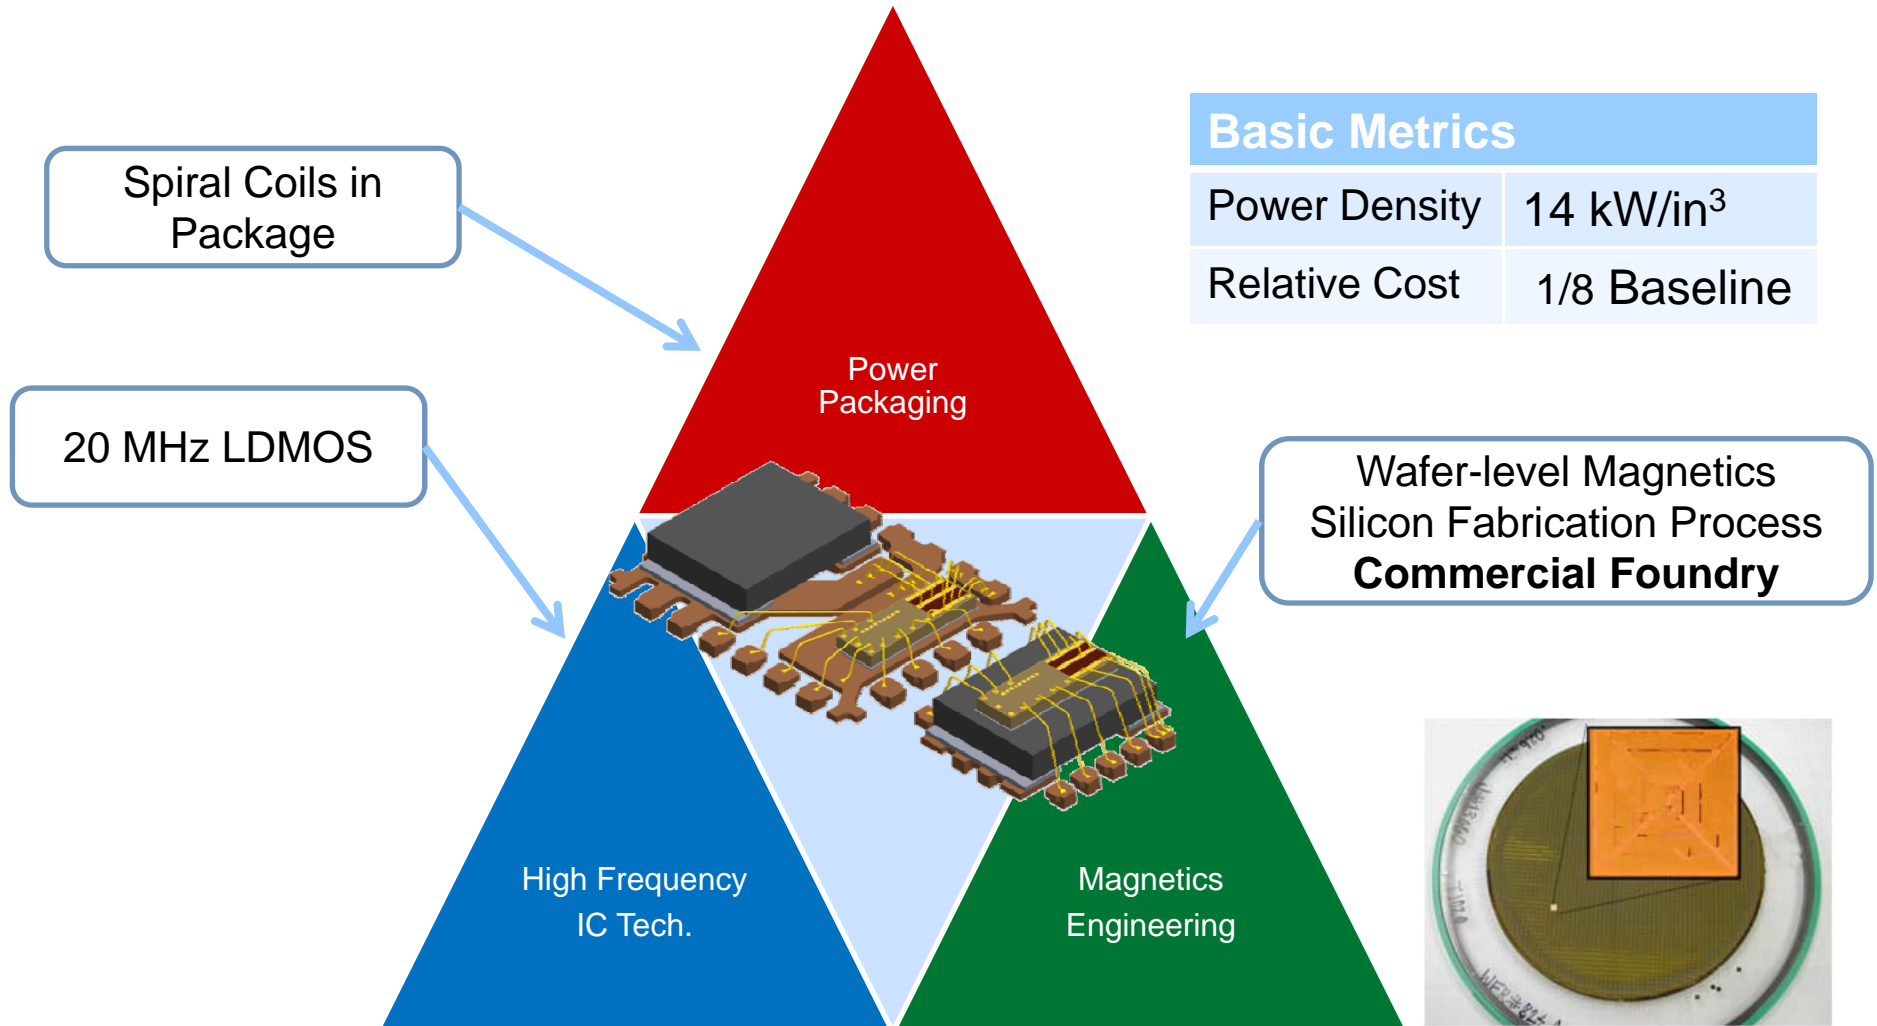 Spiral Coils in
Package
20 MHz LDMOS
Power
Packaging
High Frequency
IC Tech.
Magnetics
Engineering
Basic Metrics
Power Density 14 kW/in³
Relative Cost 1/8 Baseline
Wafer-level Magnetics
Silicon Fabrication Process
Commercial Foundry